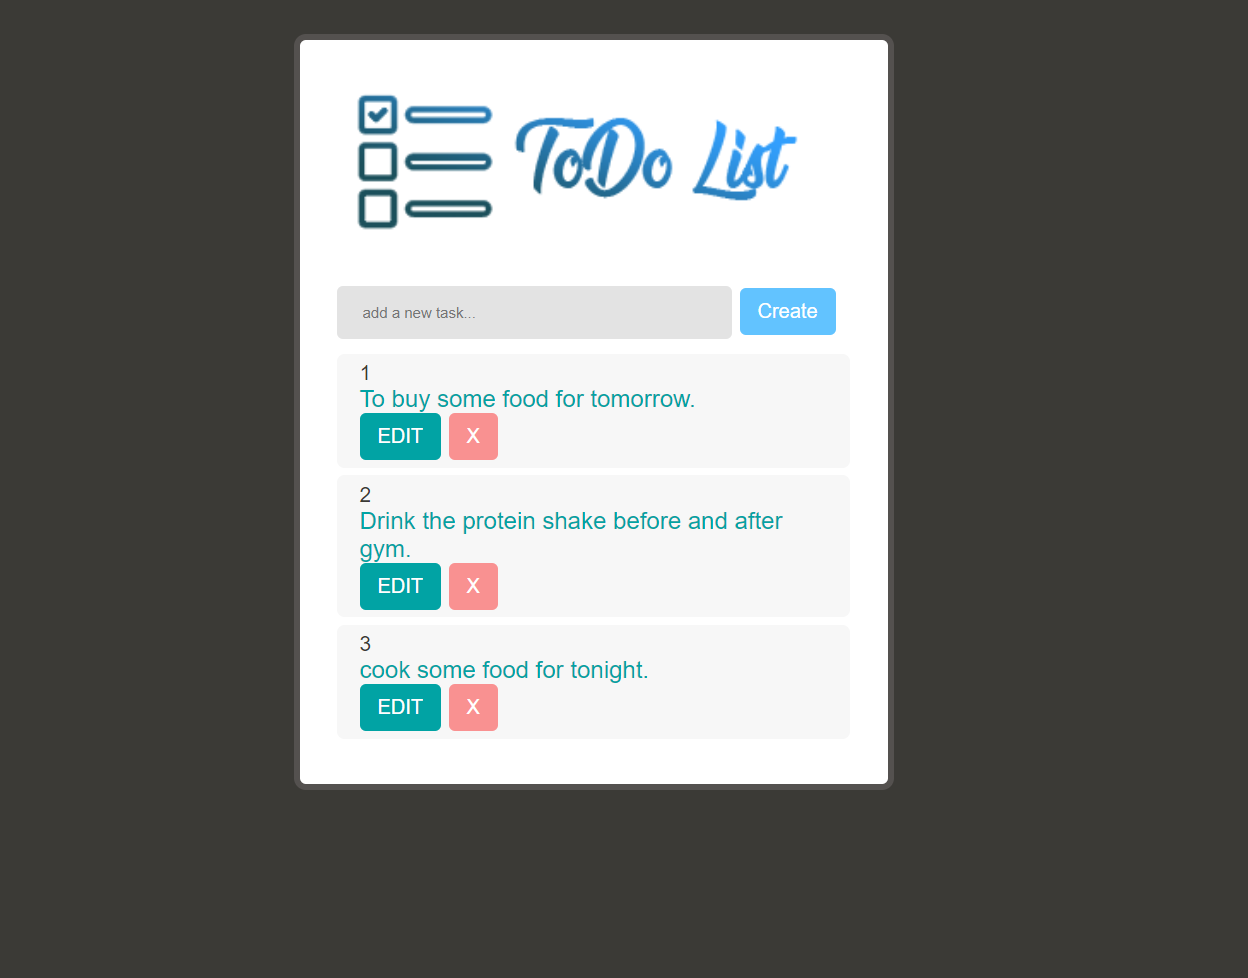 ToDo List
add a new task...
Create
1
To buy some food for tomorrow.
EDIT X
2
Drink the protein shake before and after
gym.
EDIT X
3
cook some food for tonight.
EDIT X